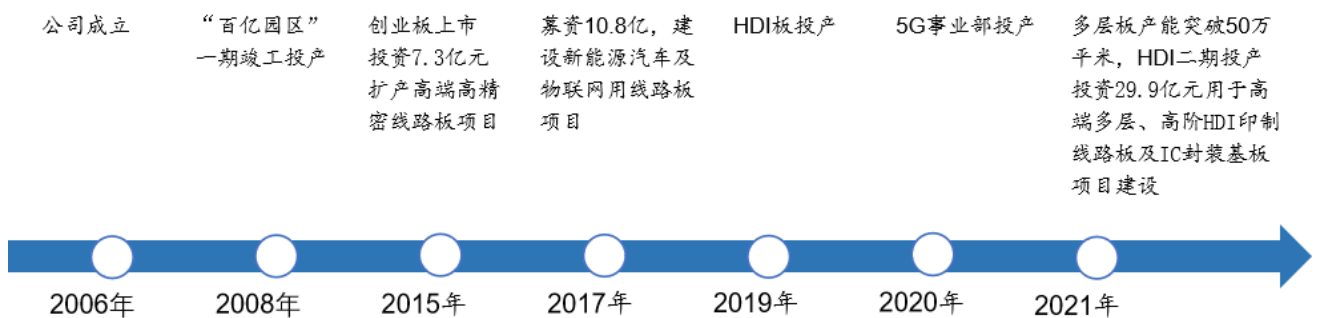 公司成立
“百亿园区”
一期竣工投产
创业板上市
投资7.3亿元
扩产高端高精
密线路板项目
募资10.8亿，建
设新能源汽车及
物联网用线路板
项目
HDI板投产
5G事业部投产
多层板产能突破50万
平米，HDI二期投产
投资29.9亿元用于高
端多层、高阶HDI印制
线路板及IC封装基板
项目建设
2006年
2008年
2015年
2017年
2019年
2020年
2021年